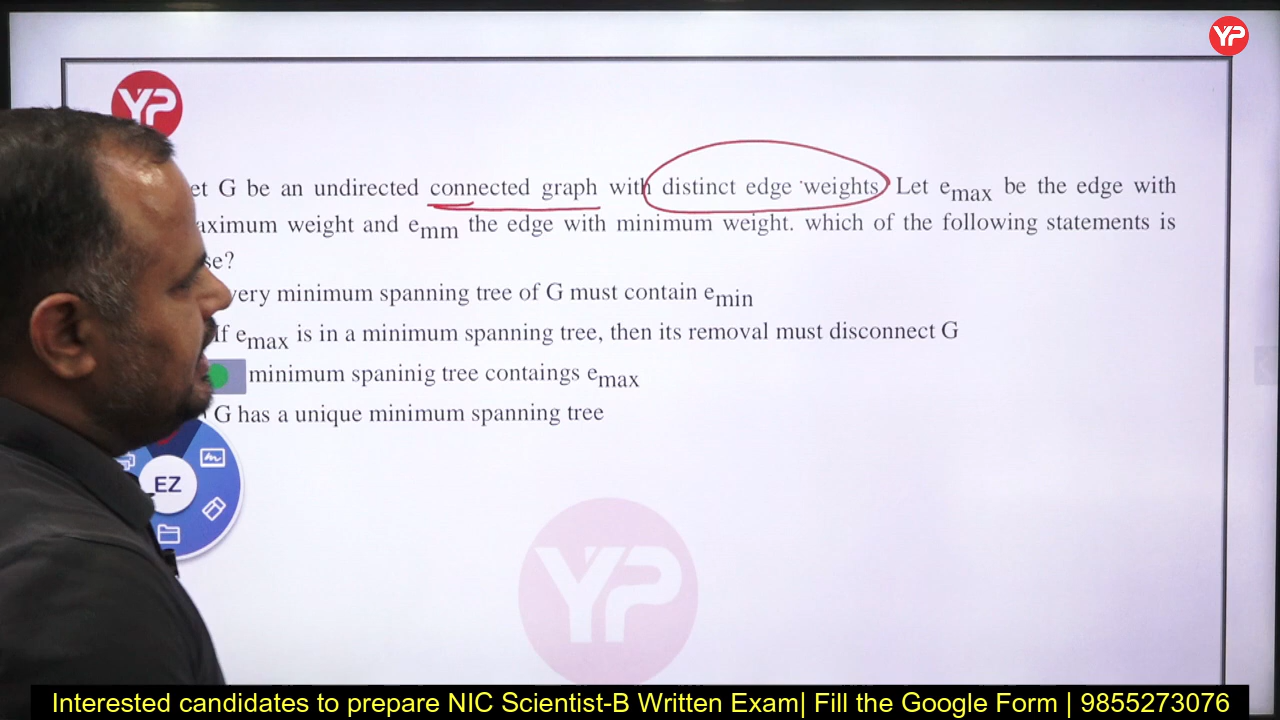 YP
YP
et G be an undirected connected graph with distinct edge weights. Let emax be the edge with
aximum weight and emm the edge with minimum weight. which of the following statements is
se?
very minimum spanning tree of G must contain emin
If emax is in a minimum spanning tree, then its removal must disconnect G
minimum spaninig tree contaings emax
G has a unique minimum spanning tree
EZ
YP
Interested candidates to prepare NIC Scientist-B Written Exam| Fill the Google Form | 9855273076